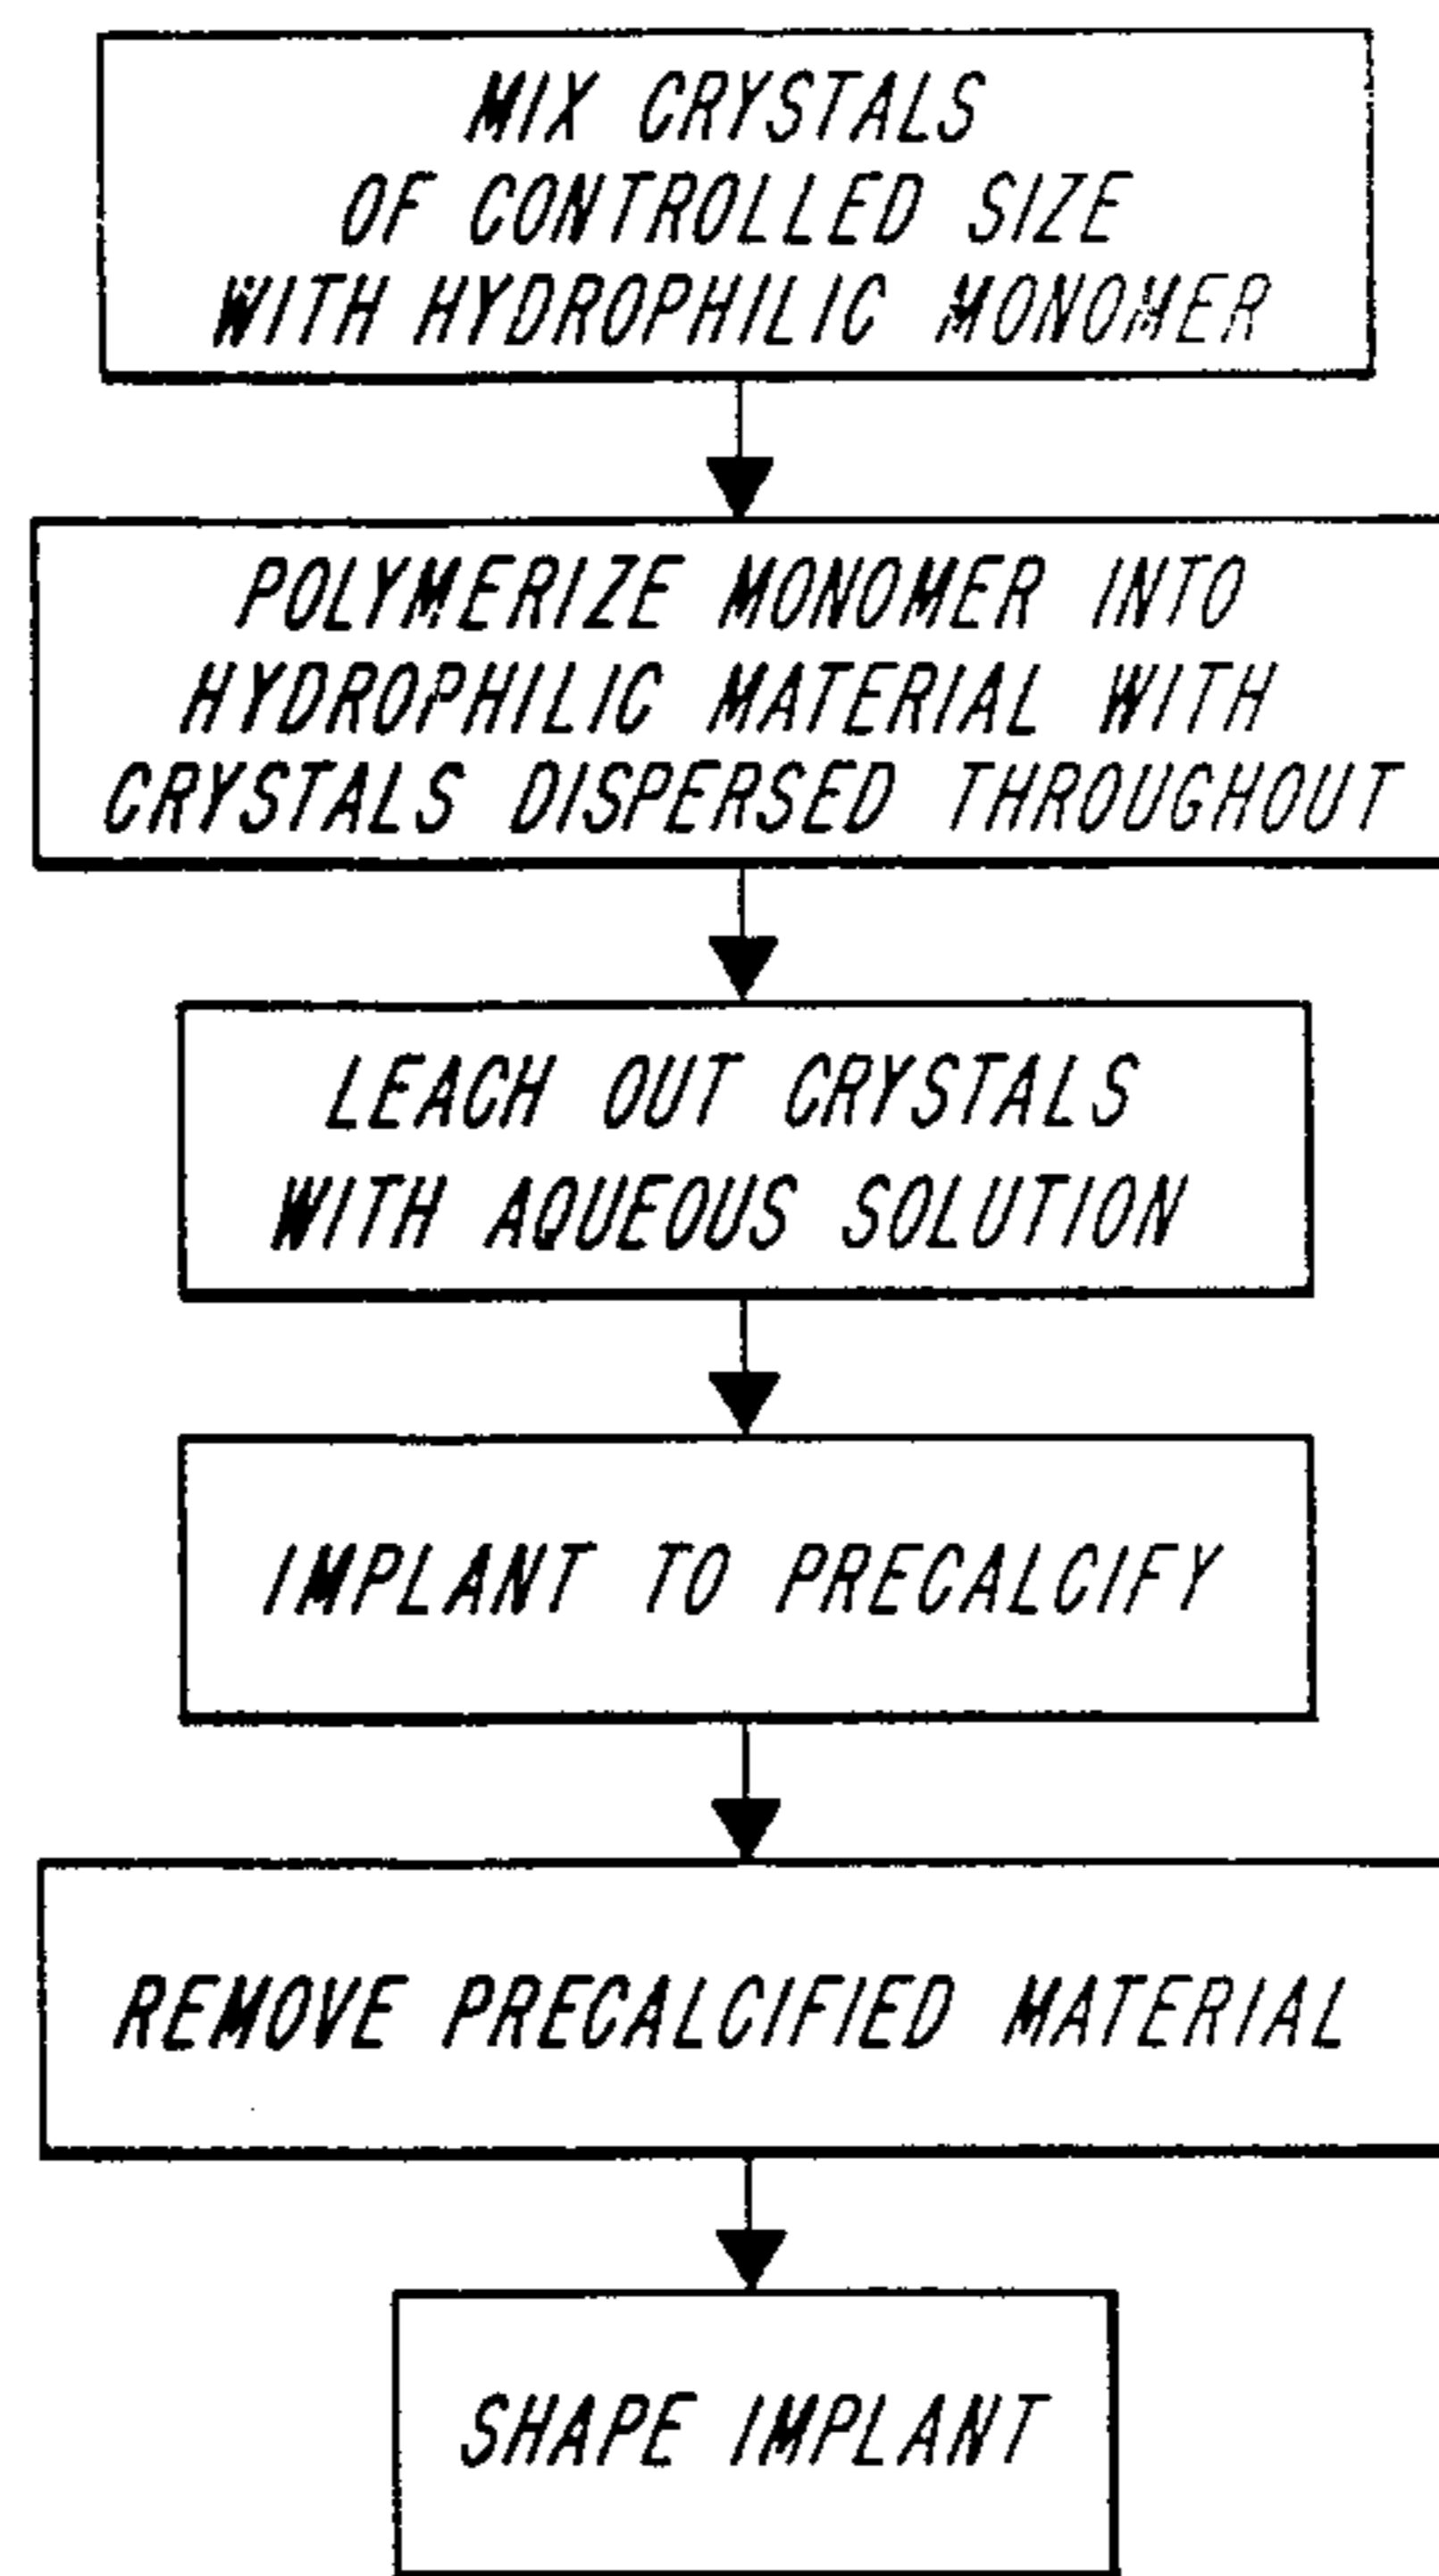 MIX CRYSTALS
OF CONTROLLED SIZE
WITH HYDROPHILIC MONOMER
POLYMERIZE MONOMER INTO
HYDROPHILIC MATERIAL WITH
CRYSTALS DISPERSED THROUGHOUT
LEACH OUT CRYSTALS
WITH AQUEOUS SOLUTION
IMPLANT TO PRECALCIFY
REMOVE PRECALCIFIED MATERIAL
SHAPE IMPLANT